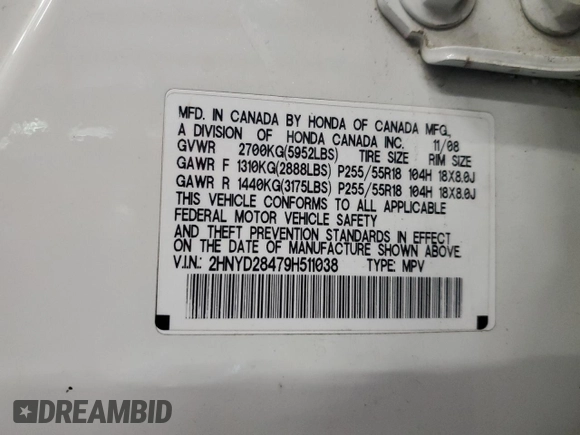 MFD. IN CANADA BY HONDA OF CANADA MFG.,
A DIVISION OF HONDA CANADA INC. 11/08
GVWR 2700KG(5952LBS) TIRE SIZE RIM SIZE
GAWR F 1310KG(2888LBS) P255/55R18 104H 18X8.0J
GAWR R 1440KG(3175LBS) P255/55R18 104H 18X8.0J
THIS VEHICLE CONFORMS TO ALL APPLICABLE
FEDERAL MOTOR VEHICLE SAFETY
AND THEFT PREVENTION STANDARDS IN EFFECT
ON THE DATE OF MANUFACTURE SHOWN ABOVE.
V.I.N.: 2HNYD28479H511038 TYPE: MPV
DREAMBID